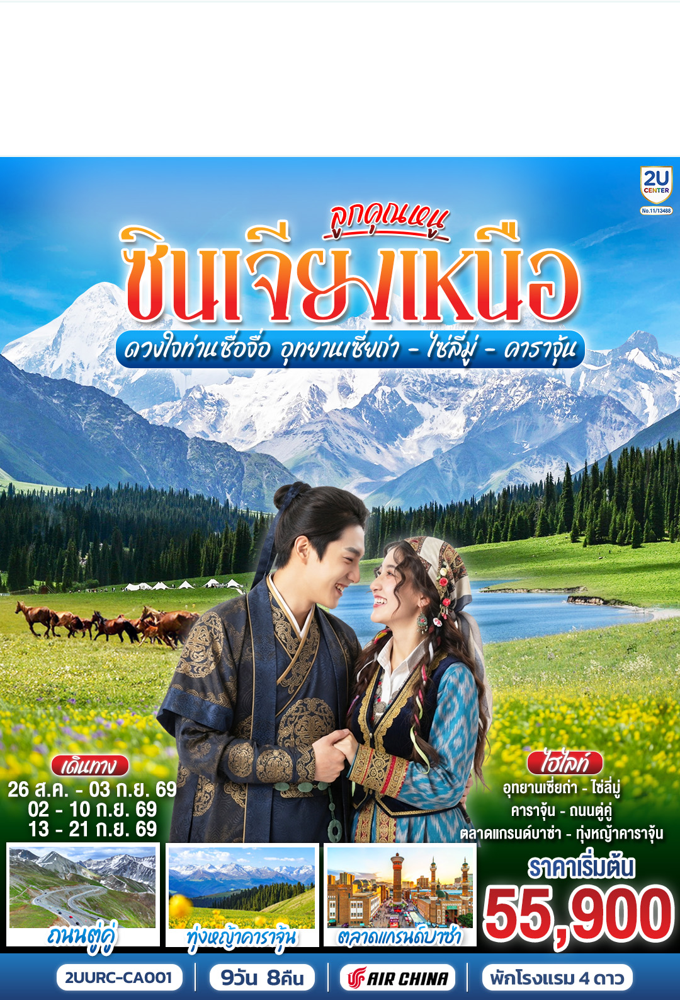 2U
CENTER
No.11/13488
ลูกคุณหนู
ซินเจียงเหนือ
ดวงใจท่านซื่อจื่อ อุทยานเซี่ยถ่า - ไซ่ลี่มู่ - คาราจุ้น
เดินทาง
26 ส.ค. - 03 ก.ย. 69
02 - 10 ก.ย. 69
13 - 21 ก.ย. 69
ไฮไลท์
อุทยานเซี่ยถ่า - ไซ่ลี่มู่
คาราจุ้น - ถนนตู๋คู่
ตลาดแกรนด์บาซ่า - ทุ่งหญ้าคาราจุ้น
ถนนตู๋คู่
ทุ่งหญ้าคาราจุ้น
ตลาดแกรนด์บาซ่า
ราคาเริ่มต้น
55,900
2UURC-CA001
9วัน 8คืน
AIR CHINA
พักโรงแรม 4 ดาว